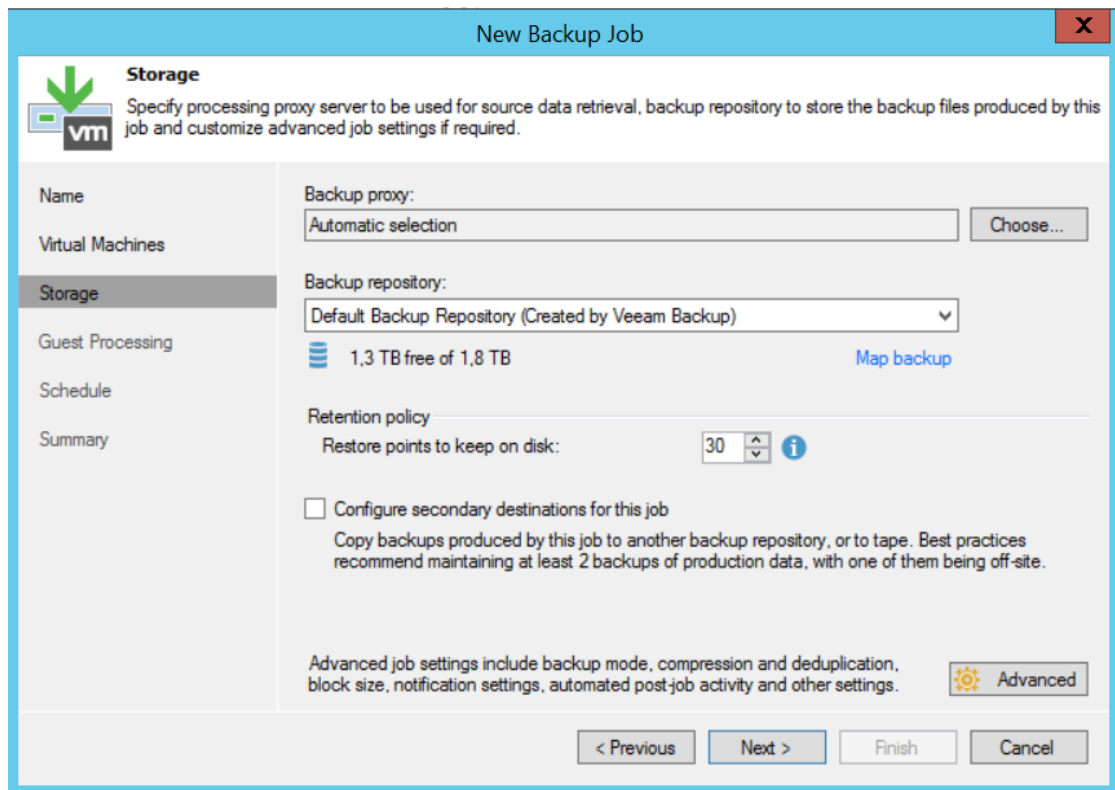 New Backup Job
X
Storage
Specify processing proxy server to be used for source data retrieval, backup repository to store the backup files produced by this
job and customize advanced job settings if required.
vm
Name
Virtual Machines
Storage
Guest Processing
Schedule
Summary
Backup proxy:
Automatic selection
Choose...
Backup repository:
Default Backup Repository (Created by Veeam Backup)
1,3 TB free of 1,8 TB
Map backup
Retention policy
Restore points to keep on disk:
30
i
Configure secondary destinations for this job
Copy backups produced by this job to another backup repository, or to tape. Best practices
recommend maintaining at least 2 backups of production data, with one of them being off-site.
Advanced job settings include backup mode, compression and deduplication,
block size, notification settings, automated post-job activity and other settings.
Advanced
< Previous
Next >
Finish
Cancel